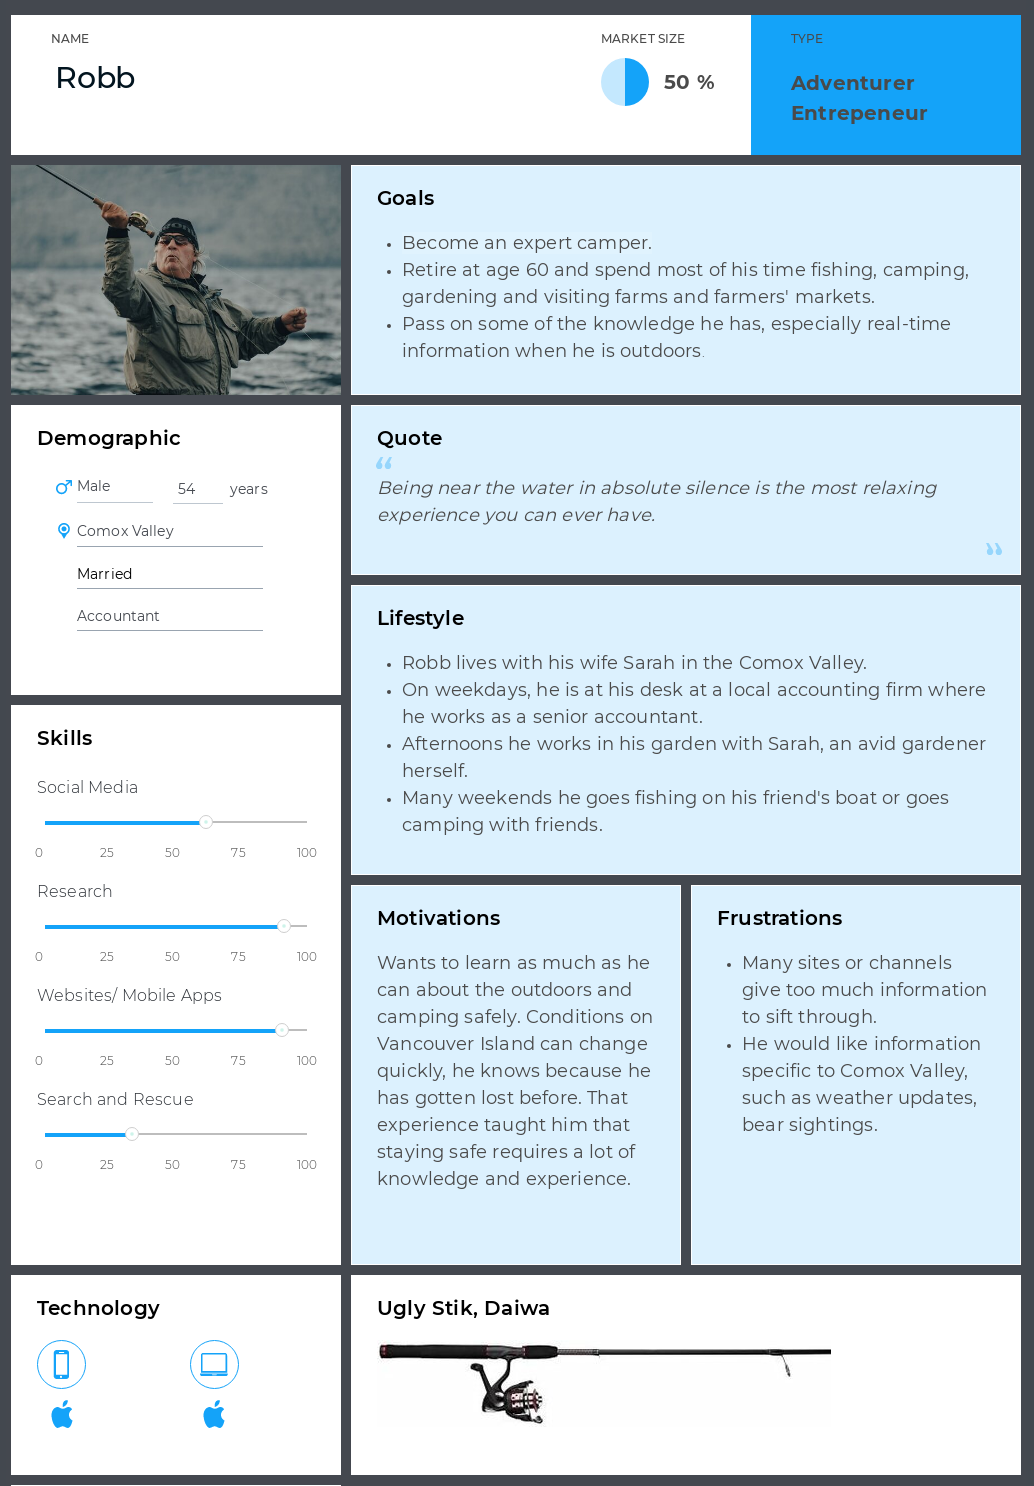 NAME
Robb
MARKET SIZE
50 %
TYPE
Adventurer
Entrepeneur
Goals
• Become an expert camper.
• Retire at age 60 and spend most of his time fishing, camping,
gardening and visiting farms and farmers' markets.
• Pass on some of the knowledge he has, especially real-time
information when he is outdoors.
Demographic
Male
54 years
Comox Valley
Married
Accountant
Quote
“
Being near the water in absolute silence is the most relaxing
experience you can ever have.
”
Lifestyle
• Robb lives with his wife Sarah in the Comox Valley.
• On weekdays, he is at his desk at a local accounting firm where
he works as a senior accountant.
• Afternoons he works in his garden with Sarah, an avid gardener
herself.
• Many weekends he goes fishing on his friend's boat or goes
camping with friends.
Skills
Social Media
0 25 50 75 100
Research
0 25 50 75 100
Websites/ Mobile Apps
0 25 50 75 100
Search and Rescue
0 25 50 75 100
Motivations
Wants to learn as much as he
can about the outdoors and
camping safely. Conditions on
Vancouver Island can change
quickly, he knows because he
has gotten lost before. That
experience taught him that
staying safe requires a lot of
knowledge and experience.
Frustrations
• Many sites or channels
give too much information
to sift through.
• He would like information
specific to Comox Valley,
such as weather updates,
bear sightings.
Technology
Ugly Stik, Daiwa